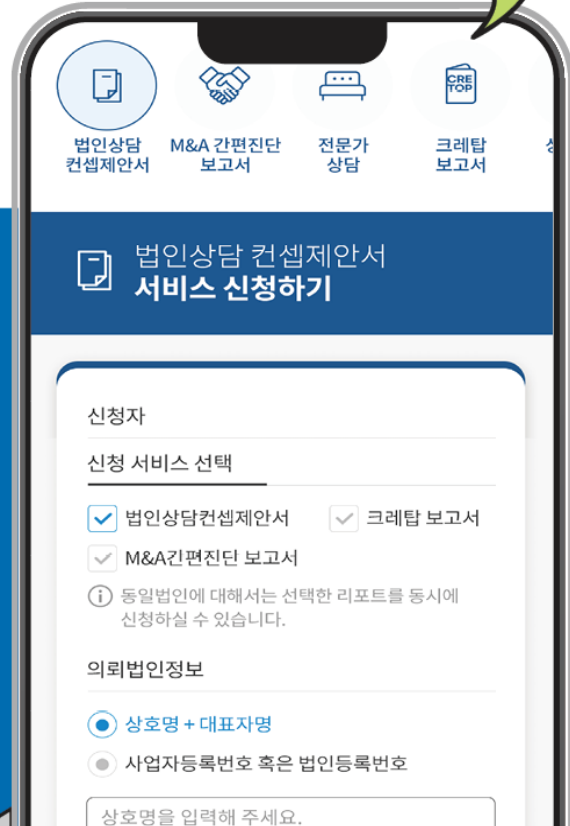 CRE
TOP
법인상담
컨셉제안서
M&A 간편진단
보고서
전문가
상담
크레탑
보고서
법인상담 컨셉제안서
서비스 신청하기
신청자
신청 서비스 선택
법인상담컨셉제안서
크레탑 보고서
M&A간편진단 보고서
동일법인에 대해서는 선택한 리포트를 동시에
신청하실 수 있습니다.
의뢰법인정보
상호명 + 대표자명
사업자등록번호 혹은 법인등록번호
상호명을 입력해 주세요.